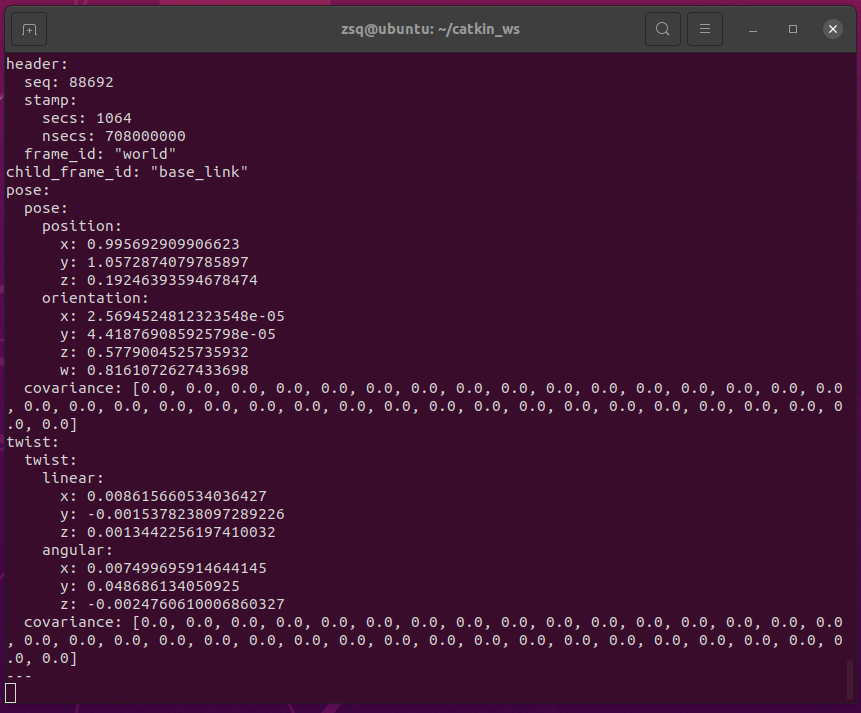 zsq@ubuntu: ~/catkin_ws
header:
  seq: 88692
  stamp:
    secs: 1064
    nsecs: 708000000
  frame_id: "world"
child_frame_id: "base_link"
pose:
  pose:
    position:
      x: 0.995692909906623
      y: 1.0572874079785897
      z: 0.19246393594678474
    orientation:
      x: 2.5694524812323548e-05
      y: 4.418769085925798e-05
      z: 0.5779004525735932
      w: 0.8161072627433698
  covariance: [0.0, 0.0, 0.0, 0.0, 0.0, 0.0, 0.0, 0.0, 0.0, 0.0, 0.0, 0.0, 0.0, 0.0, 0.0, 0.0
, 0.0, 0.0, 0.0, 0.0, 0.0, 0.0, 0.0, 0.0, 0.0, 0.0, 0.0, 0.0, 0.0, 0.0, 0.0, 0.0, 0.0, 0.0, 0
.0, 0.0]
twist:
  twist:
    linear:
      x: 0.008615660534036427
      y: -0.0015378238097289226
      z: 0.0013442256197410032
    angular:
      x: 0.007499695914644145
      y: 0.048686134050925
      z: -0.0024760610006860327
  covariance: [0.0, 0.0, 0.0, 0.0, 0.0, 0.0, 0.0, 0.0, 0.0, 0.0, 0.0, 0.0, 0.0, 0.0, 0.0, 0.0
, 0.0, 0.0, 0.0, 0.0, 0.0, 0.0, 0.0, 0.0, 0.0, 0.0, 0.0, 0.0, 0.0, 0.0, 0.0, 0.0, 0.0, 0.0, 0
.0, 0.0]
---